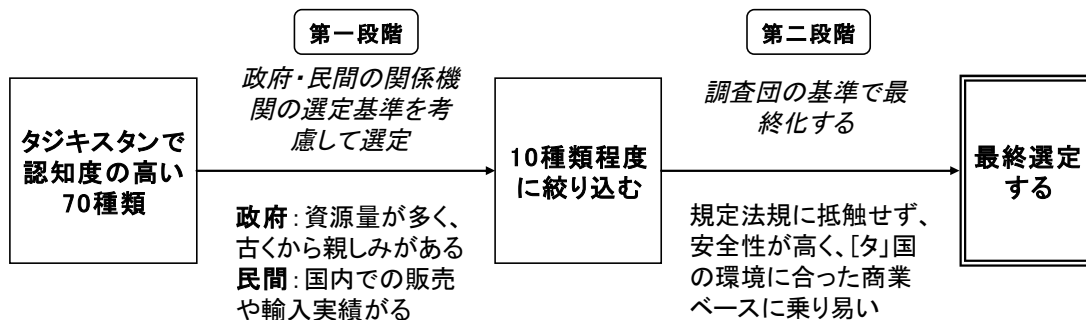 第一段階
政府・民間の関係機
関の選定基準を考
慮して選定
タジキスタンで
認知度の高い
70種類
政府：資源量が多く、
古くから親しみがある
民間：国内での販売
や輸入実績がる
10種類程度
に絞り込む
第二段階
調査団の基準で最
終化する
規定法規に抵触せず、
安全性が高く、[タ」国
の環境に合った商業
ベースに乗り易い
最終選定
する